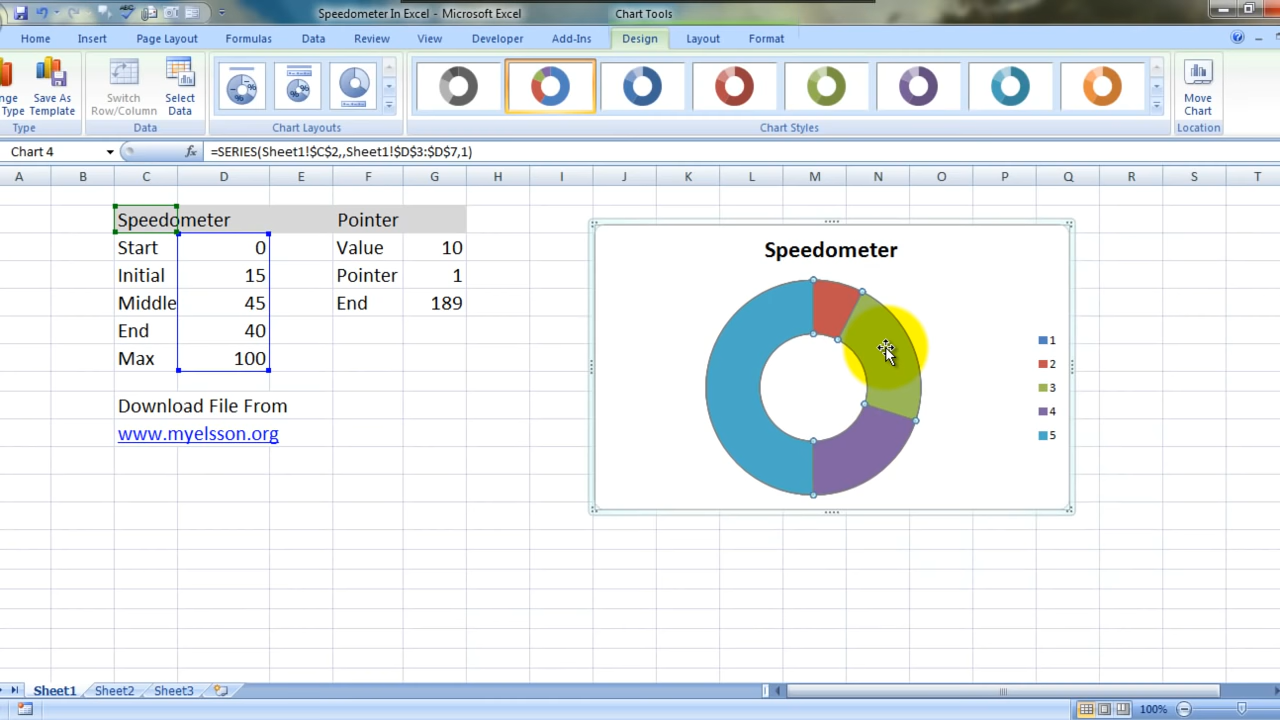 Speedometer In Excel - Microsoft Excel
Chart Tools
Home Insert Page Layout Formulas Data Review View Developer Add-Ins Design Layout Format
nge Type
Save As Template
Switch Row/Column
Select Data
Move Chart
Type Data Chart Layouts Chart Styles Location
Chart 4 fx =SERIES(Sheet1!$C$2,,Sheet1!$D$3:$D$7,1)
A B C D E F G H I J K L M N O P Q R S T
Speedometer Pointer
Start 0 Value 10
Initial 15 Pointer 1
Middle 45 End 189
End 40
Max 100
Download File From
www.myelsson.org
Speedometer
1
2
3
4
5
Sheet1 Sheet2 Sheet3
100%